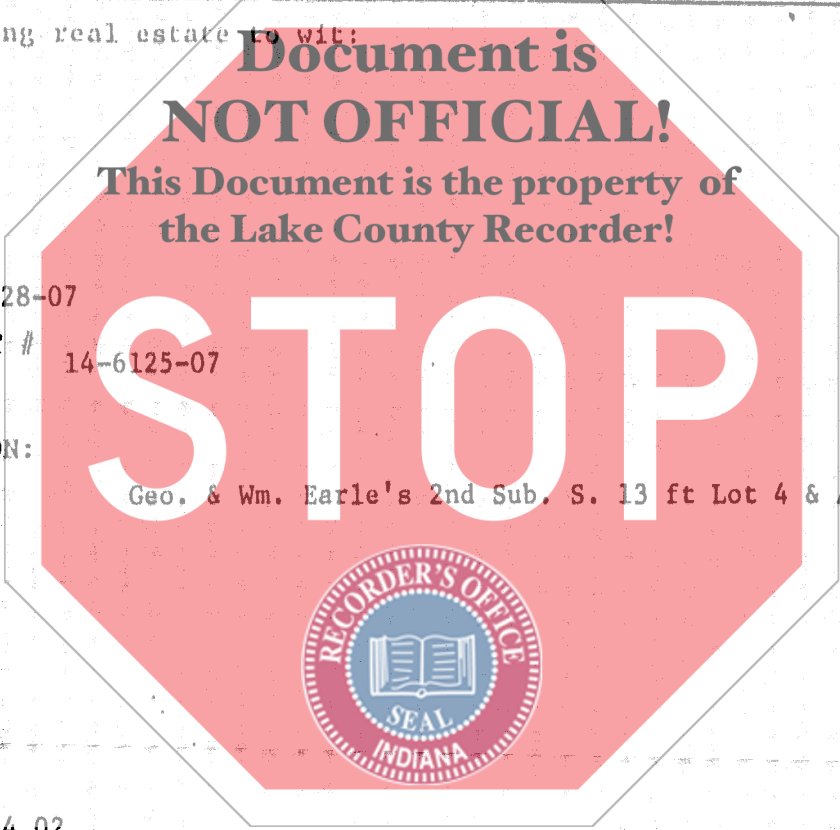 ng real estate to wit:
Document is
NOT OFFICIAL!
This Document is the property of
the Lake County Recorder!
28-07
#
14-6125-07
STOP
N:
Geo. & Wm. Earle's 2nd Sub. S. 13 ft Lot 4 &
RECORDER'S OFFICE
SEAL
INDIANA
4 02